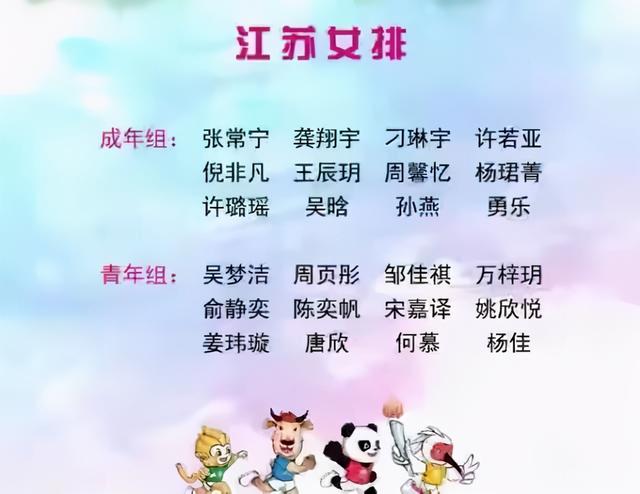 江苏女排
成年组： 张常宁 龚翔宇 刁琳宇 许若亚
倪非凡 王辰玥 周馨忆 杨珺菁
许璐瑶 吴晗 孙燕 勇乐
青年组： 吴梦洁 周页彤 邹佳祺 万梓玥
俞静奕 陈奕帆 宋嘉译 姚欣悦
姜玮璇 唐欣 何慕 杨佳